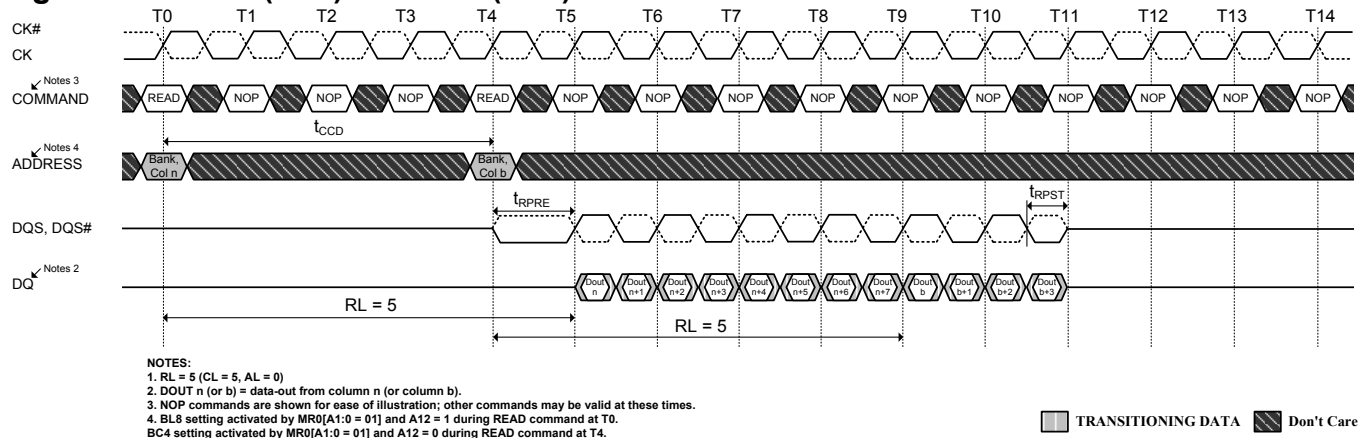 T0 T1 T2 T3 T4 T5 T6 T7 T8 T9 T10 T11 T12 T13 T14
CK#
CK
Notes 3
COMMAND
READ NOP NOP NOP READ NOP NOP NOP NOP NOP NOP NOP NOP NOP NOP
tCCD
Notes 4
ADDRESS
Bank, Col n
Bank, Col b
tRPRE
tRPST
DQS, DQS#
Notes 2
DQ
Dout n Dout n+1 Dout n+2 Dout n+3 Dout n+4 Dout n+5 Dout n+6 Dout n+7 Dout b Dout b+1 Dout b+2 Dout b+3
RL = 5
RL = 5
NOTES:
1. RL = 5 (CL = 5, AL = 0)
2. DOUT n (or b) = data-out from column n (or column b).
3. NOP commands are shown for ease of illustration; other commands may be valid at these times.
4. BL8 setting activated by MR0[A1:0 = 01] and A12 = 1 during READ command at T0.
BC4 setting activated by MR0[A1:0 = 01] and A12 = 0 during READ command at T4.
TRANSITIONING DATA Don't Care